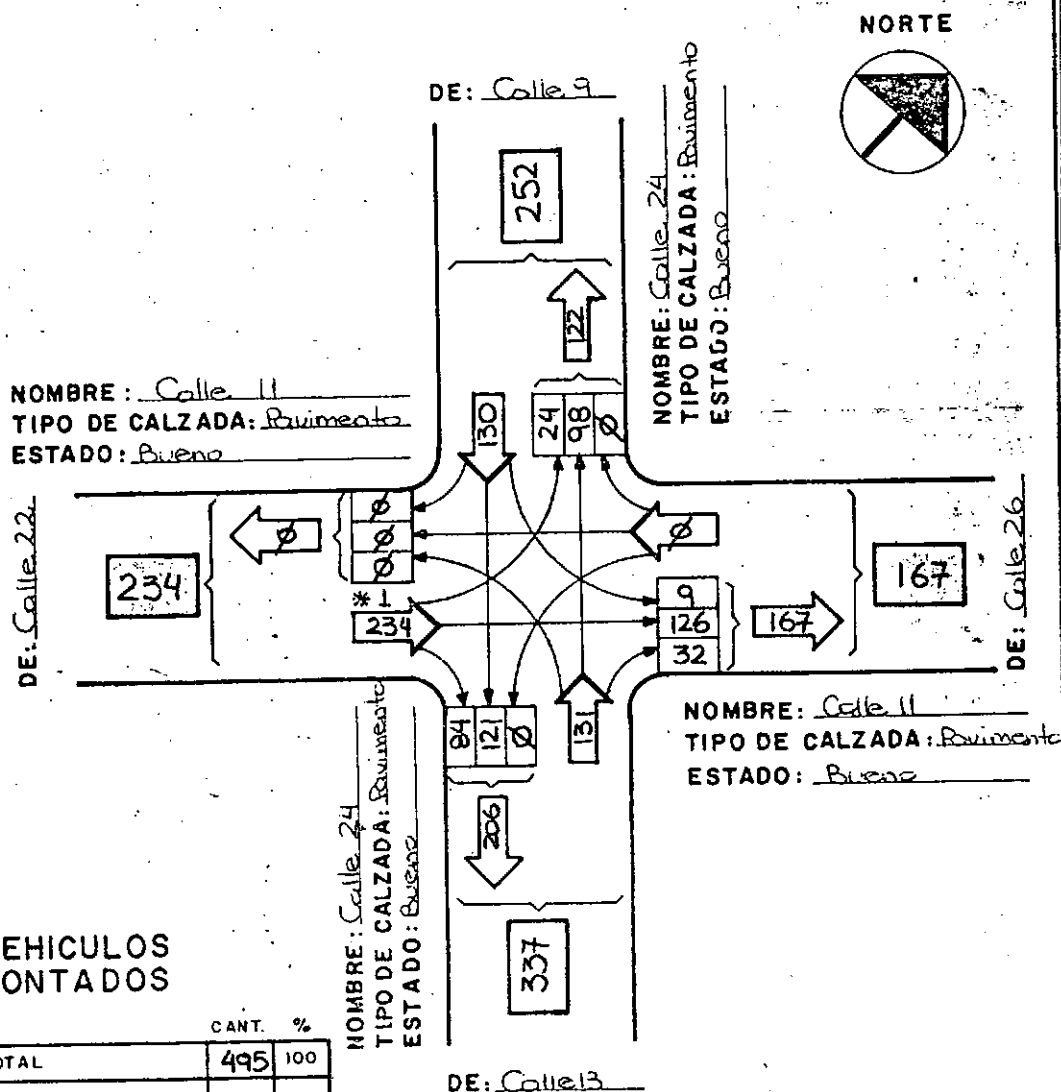 NORTE
DE: Calle 9
252
122
NOMBRE: Calle 24
TIPO DE CALZADA: Pavimento
ESTADO: Bueno
NOMBRE: Calle 11
TIPO DE CALZADA: Pavimento
ESTADO: Bueno
130
24 98 Ø
DE: Calle 22
234
Ø
Ø
Ø
Ø
* 1
234
Ø
9
126
32
167
167
DE: Calle 26
84 121 Ø
131
206
337
NOMBRE: Calle 11
TIPO DE CALZADA: Pavimento
ESTADO: Bueno
NOMBRE: Calle 24
TIPO DE CALZADA: Pavimento
ESTADO: Bueno
EHICULOS
ONTADOS
CANT. %
OTAL 495 100
DE: Calle 13